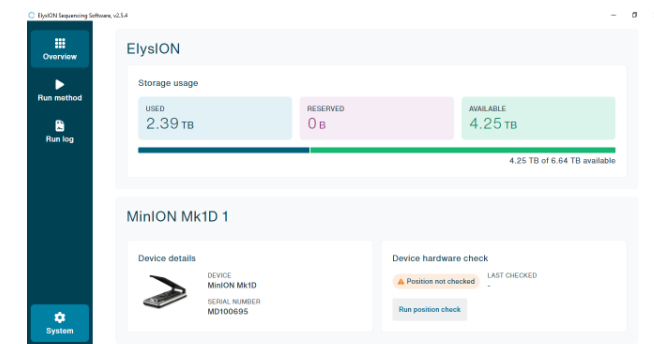 ElysION Sequencing Software, v2.5.4
Overview
Run method
Run log
System
ElysION
Storage usage
USED
2.39 TB
RESERVED
0 B
AVAILABLE
4.25 TB
4.25 TB of 6.64 TB available
MinION Mk1D 1
Device details
DEVICE
MinION Mk1D
SERIAL NUMBER
MD100695
Device hardware check
Position not checked
LAST CHECKED
-
Run position check